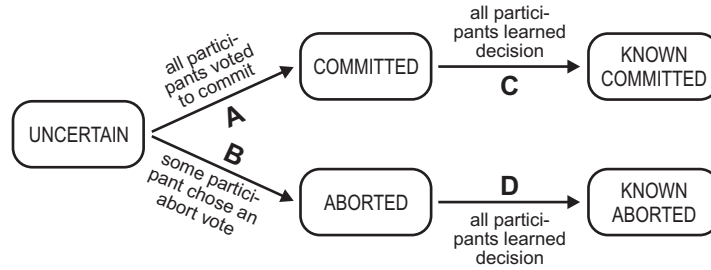 all partici-
pants learned
decision
all partici-
pants voted
to commit
COMMITTED
KNOWN
COMMITTED
C
A
UNCERTAIN
B
D
some partici-
pant chose an
abort vote
ABORTED
KNOWN
ABORTED
all partici-
pants learned
decision